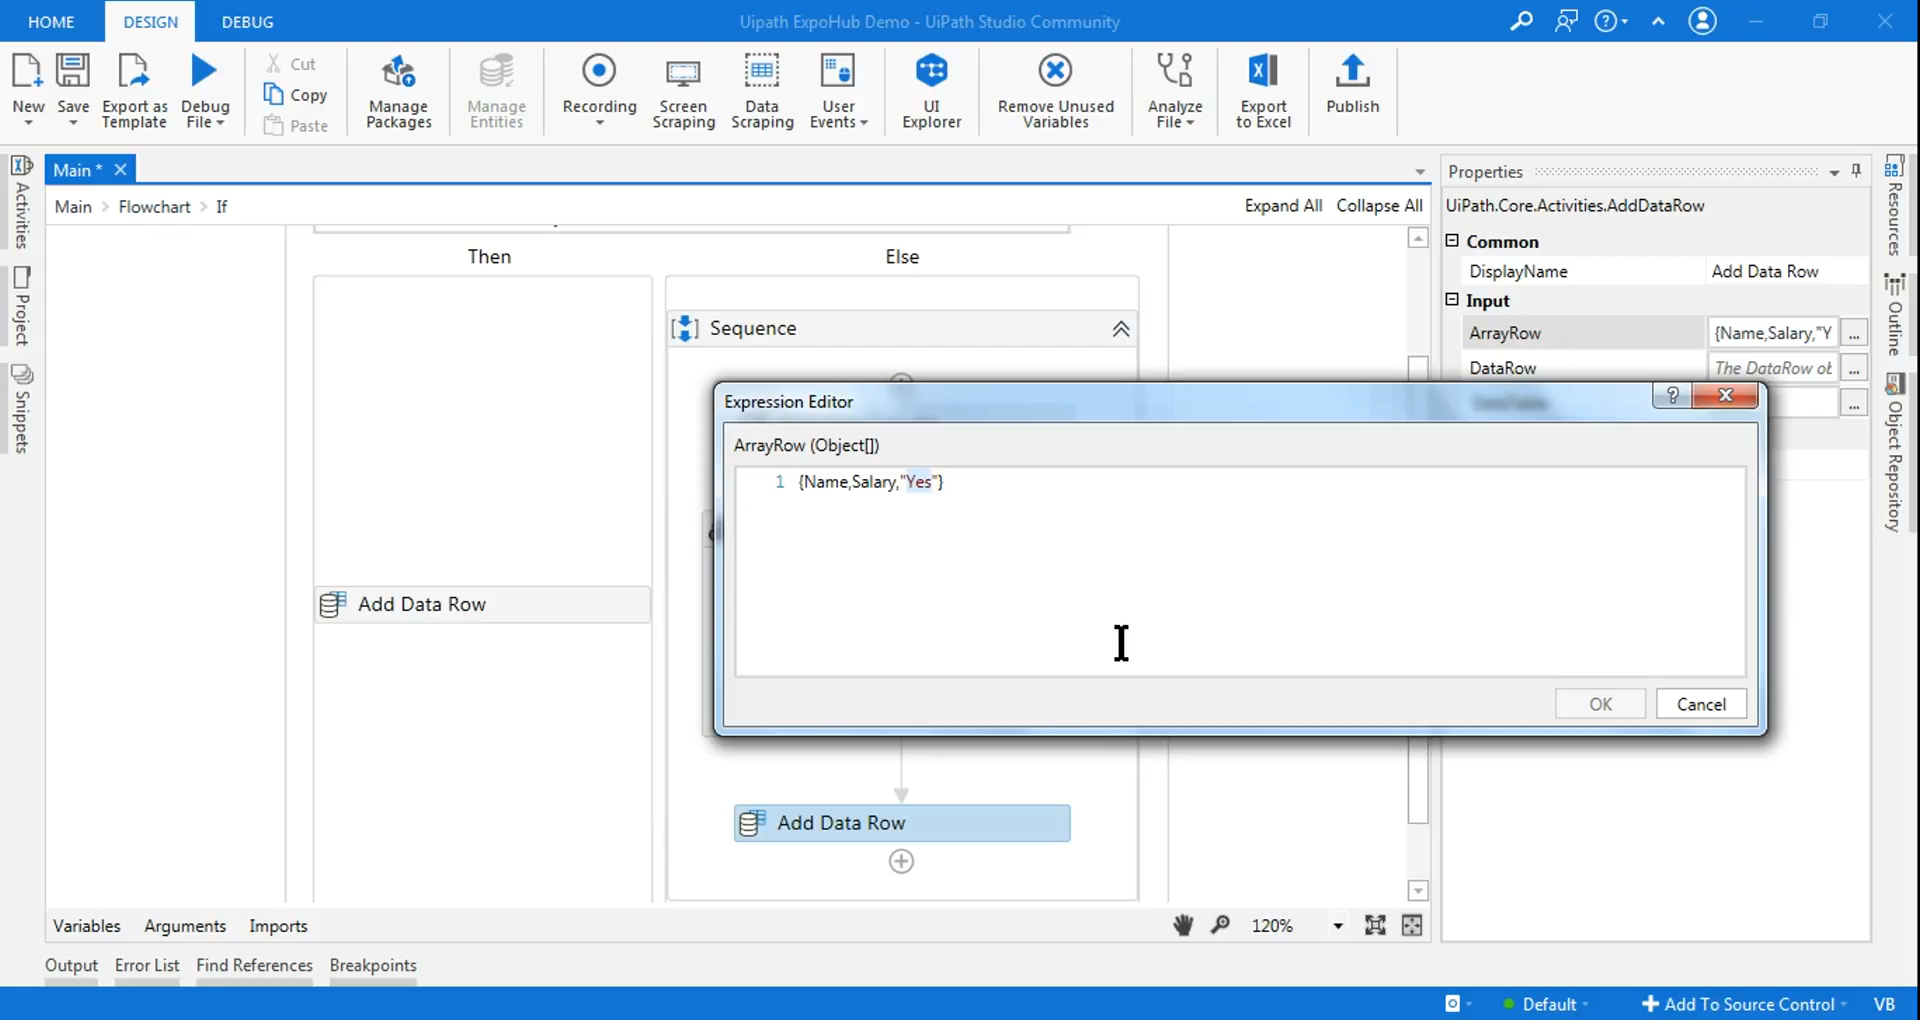 HOME DESIGN DEBUG Uipath ExpoHub Demo - UiPath Studio Community
New Save Export as Template Debug File Cut Copy Paste Manage Packages Manage Entities Recording Screen Scraping Data Scraping User Events UI Explorer Remove Unused Variables Analyze File Export to Excel Publish
Main *
Main > Flowchart > If Expand All Collapse All
Activities
Project
Snippets
Then Else
Sequence
Add Data Row
Add Data Row
Properties
UiPath.Core.Activities.AddDataRow
Common
DisplayName Add Data Row
Input
ArrayRow {Name,Salary,"Y ...
DataRow The DataRow ob ...
...
Expression Editor ?
ArrayRow (Object[])
1 {Name,Salary,"Yes"}
OK Cancel
Resources
Outline
Object Repository
Variables Arguments Imports 120%
Output Error List Find References Breakpoints
Default Add To Source Control VB